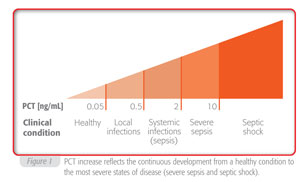 PCT [ng/mL] 0.05 0.5 2 10
Clinical Healthy Local Systemic Severe Septic
condition infections infections sepsis shock
(sepsis)
Figure 1 PCT increase reflects the continuous development from a healthy condition to
the most severe states of disease (severe sepsis and septic shock).